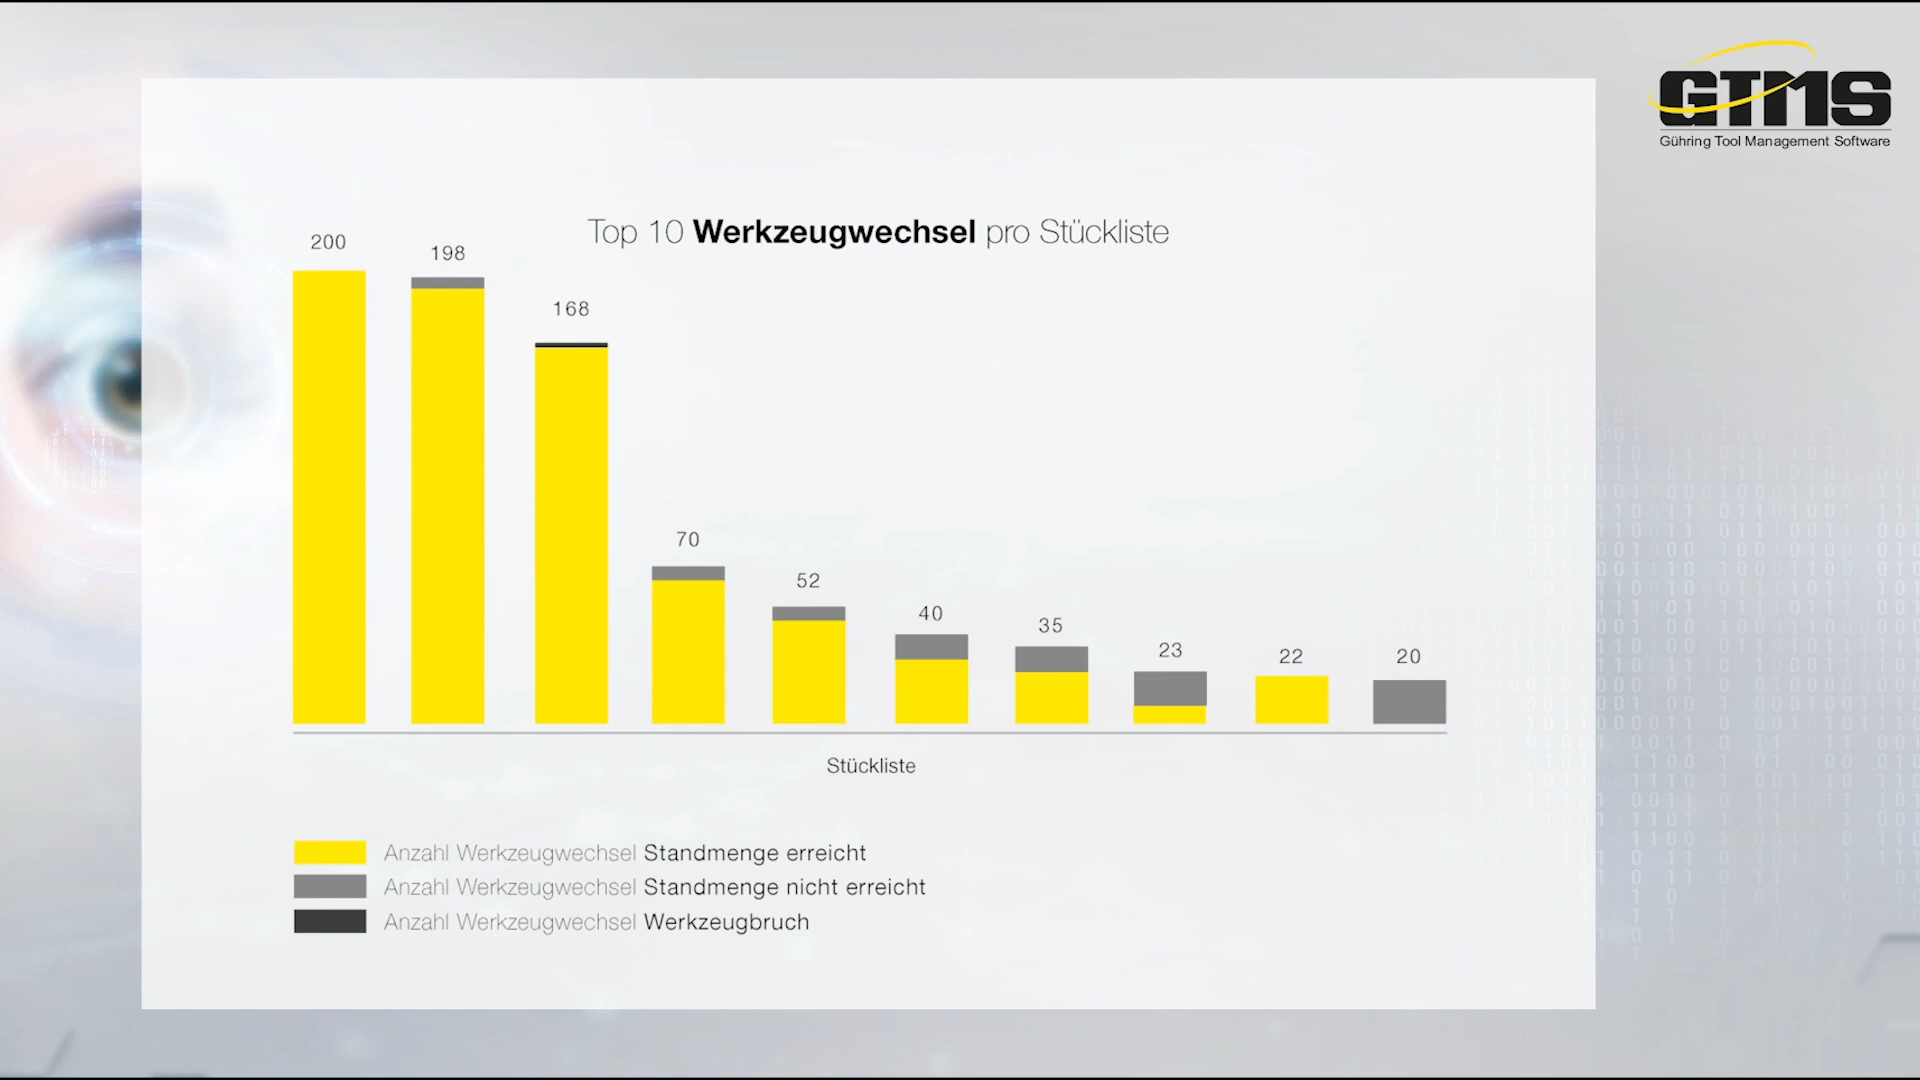 GTMS
Gühring Tool Management Software
Top 10 Werkzeugwechsel pro Stückliste
200
198
168
70
52
40
35
23
22
20
Stückliste
Anzahl Werkzeugwechsel Standmenge erreicht
Anzahl Werkzeugwechsel Standmenge nicht erreicht
Anzahl Werkzeugwechsel Werkzeugbruch